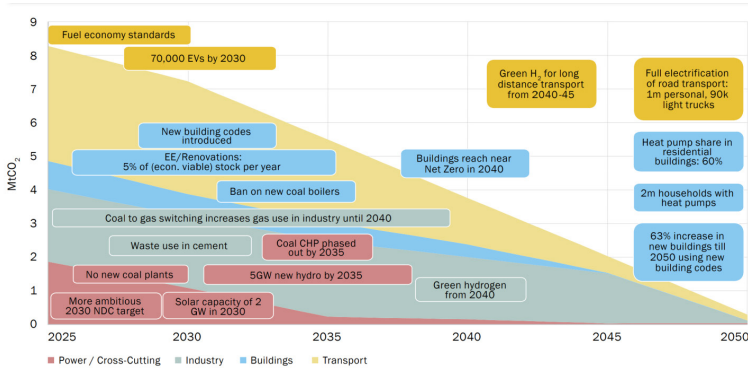 9
8
7
6
5
4
3
2
1
0
MtCO2
Fuel economy standards
70,000 EVs by 2030
Green H2 for long
distance transport
from 2040-45
Full electrification
of road transport:
1m personal, 90k
light trucks
New building codes
introduced
EE/Renovations:
5% of (econ. viable) stock per year
Ban on new coal boilers
Buildings reach near
Net Zero in 2040
Heat pump share in
residential
buildings: 60%
2m households with
heat pumps
63% increase in
new buildings till
2050 using new
building codes
Coal to gas switching increases gas use in industry until 2040
Waste use in cement
Coal CHP phased
out by 2035
No new coal plants
5GW new hydro by 2035
Green hydrogen
from 2040
More ambitious
2030 NDC target
Solar capacity of 2
GW in 2030
2025 2030 2035 2040 2045 2050
Power / Cross-Cutting Industry Buildings Transport